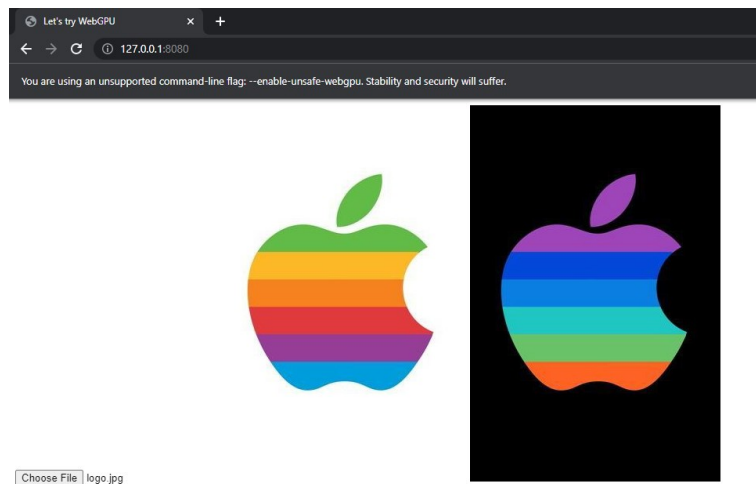 Let's try WebGPU
127.0.0.1:8080
You are using an unsupported command-line flag: --enable-unsafe-webgpu. Stability and security will suffer.
Choose File logo.jpg